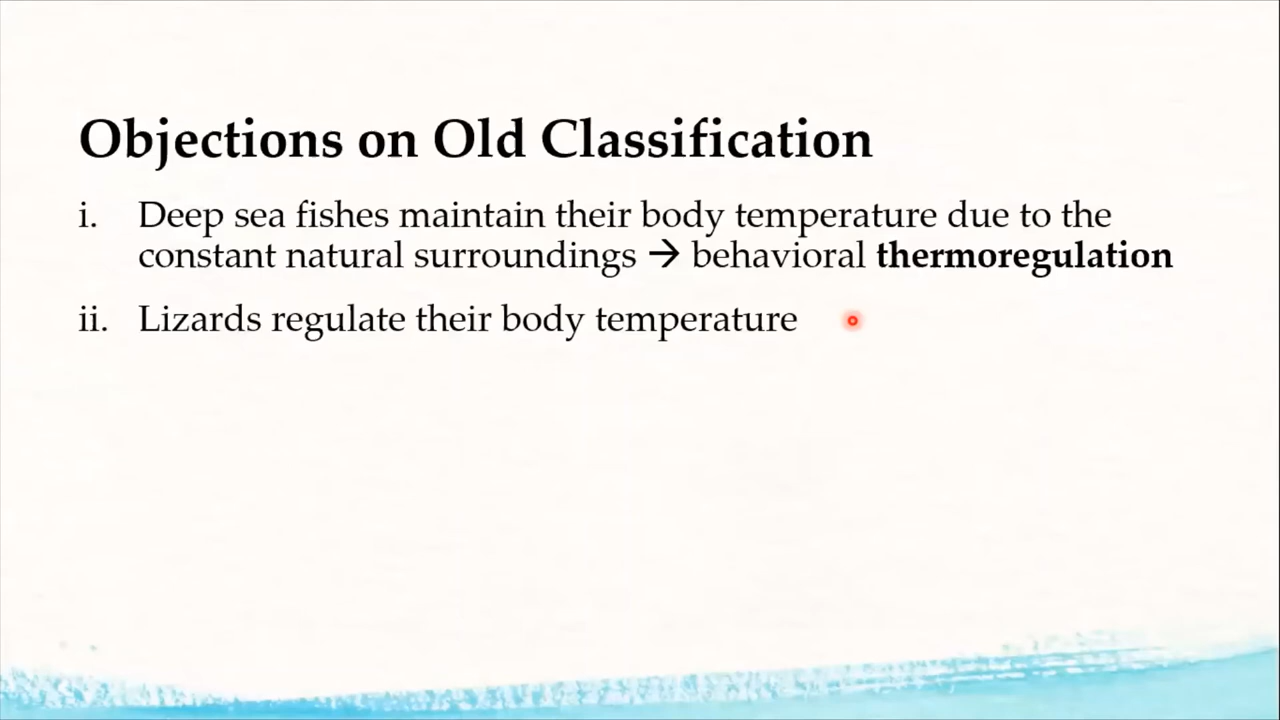 Objections on Old Classification
i. Deep sea fishes maintain their body temperature due to the
constant natural surroundings → behavioral thermoregulation
ii. Lizards regulate their body temperature